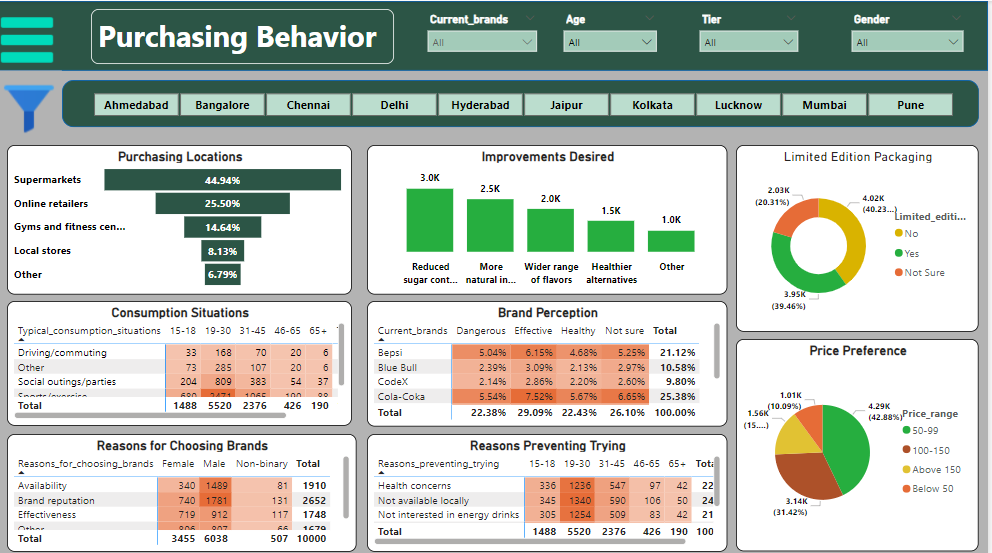 Purchasing Behavior
Current_brands Age Tier Gender
All All All All
Ahmedabad Bangalore Chennai Delhi Hyderabad Jaipur Kolkata Lucknow Mumbai Pune
Purchasing Locations
Supermarkets 44.94%
Online retailers 25.50%
Gyms and fitness cen... 14.64%
Local stores 8.13%
Other 6.79%
Improvements Desired
3.0K 2.5K 2.0K 1.5K 1.0K
Reduced More Wider range Healthier Other
sugar cont... natural in... of flavors alternatives
Limited Edition Packaging
2.03K
(20.31%)
4.02K
(40.23...)
3.95K
(39.46%)
Limited_editi...
No
Yes
Not Sure
Consumption Situations
Typical_consumption_situations 15-18 19-30 31-45 46-65 65+
Driving/commuting 33 168 70 20 6
Other 73 285 107 20 6
Social outings/parties 204 809 383 54 37
Sports/exercise 680 2471 1065 100 88
Total 1488 5520 2376 426 190
Brand Perception
Current_brands Dangerous Effective Healthy Not sure Total
Bepsi 5.04% 6.15% 4.68% 5.25% 21.12%
Blue Bull 2.39% 3.09% 2.13% 2.97% 10.58%
CodeX 2.14% 2.86% 2.20% 2.60% 9.80%
Cola-Coka 5.54% 7.52% 5.67% 6.65% 25.38%
Total 22.38% 29.09% 22.43% 26.10% 100.00%
Price Preference
1.01K
(10.09%)
1.56K
(15....)
4.29K
(42.88%)
3.14K
(31.42%)
Price_range
50-99
100-150
Above 150
Below 50
Reasons for Choosing Brands
Reasons_for_choosing_brands Female Male Non-binary Total
Availability 340 1489 81 1910
Brand reputation 740 1781 131 2652
Effectiveness 719 912 117 1748
Other 806 807 66 1679
Total 3455 6038 507 10000
Reasons Preventing Trying
Reasons_preventing_trying 15-18 19-30 31-45 46-65 65+ Tota
Health concerns 336 1236 547 97 42 22
Not available locally 345 1340 590 106 50 24
Not interested in energy drinks 305 1254 509 83 42 21
Total 1488 5520 2376 426 190 100